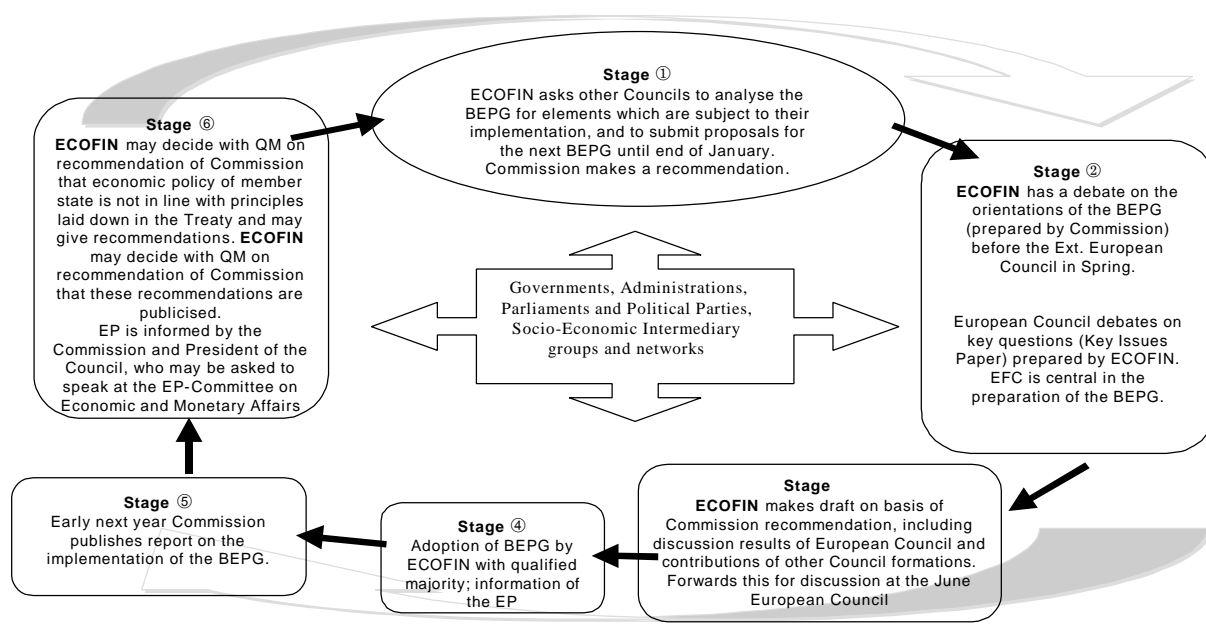 Stage ①
ECOFIN asks other Councils to analyse the
BEPG for elements which are subject to their
implementation, and to submit proposals for
the next BEPG until end of January.
Commission makes a recommendation.
Stage ②
ECOFIN has a debate on the
orientations of the BEPG
(prepared by Commission)
before the Ext. European
Council in Spring.
European Council debates on
key questions (Key Issues
Paper) prepared by ECOFIN.
EFC is central in the
preparation of the BEPG.
Stage
ECOFIN makes draft on basis of
Commission recommendation, including
discussion results of European Council and
contributions of other Council formations.
Forwards this for discussion at the June
European Council
Stage ④
Adoption of BEPG by
ECOFIN with qualified
majority; information of
the EP
Stage ⑤
Early next year Commission
publishes report on the
implementation of the BEPG.
Stage ⑥
ECOFIN may decide with QM on
recommendation of Commission
that economic policy of member
state is not in line with principles
laid down in the Treaty and may
give recommendations. ECOFIN
may decide with QM on
recommendation of Commission
that these recommendations are
publicised.
EP is informed by the
Commission and President of the
Council, who may be asked to
speak at the EP-Committee on
Economic and Monetary Affairs
Governments, Administrations,
Parliaments and Political Parties,
Socio-Economic Intermediary
groups and networks